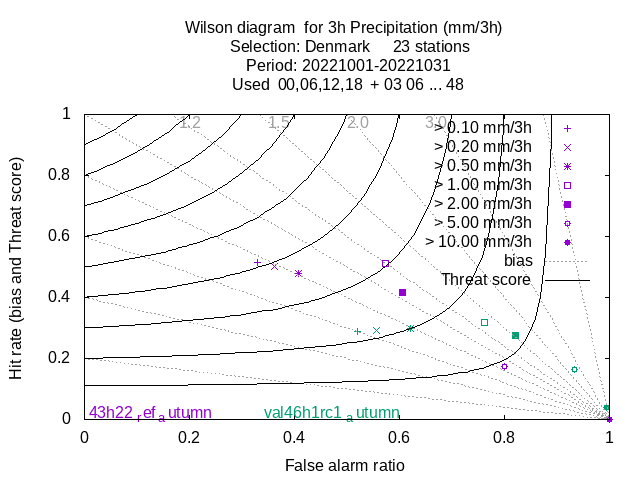 Wilson diagram  for 3h Precipitation (mm/3h)
Selection: Denmark     23 stations
Period: 20221001-20221031
Used  00,06,12,18  + 03 06 ... 48
1.2 1.5 2.0 3.0
> 0.10 mm/3h
> 0.20 mm/3h
> 0.50 mm/3h
> 1.00 mm/3h
> 2.00 mm/3h
> 5.00 mm/3h
> 10.00 mm/3h
bias
Threat score
Hit rate (bias and Threat score)
1
0.8
0.6
0.4
0.2
0
43h22refautumn val46h1rc1autumn
0 0.2 0.4 0.6 0.8 1
False alarm ratio